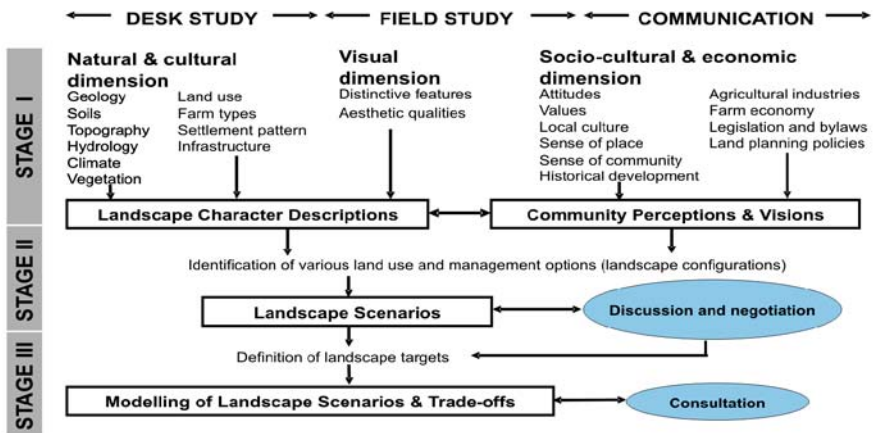 DESK STUDY
FIELD STUDY
COMMUNICATION
STAGE I
Natural & cultural
dimension
Geology
Soils
Topography
Hydrology
Climate
Vegetation
Land use
Farm types
Settlement pattern
Infrastructure
Visual
dimension
Distinctive features
Aesthetic qualities
Socio-cultural & economic
dimension
Attitudes
Values
Local culture
Sense of place
Sense of community
Historical development
Agricultural industries
Farm economy
Legislation and bylaws
Land planning policies
Landscape Character Descriptions
Community Perceptions & Visions
STAGE II
Identification of various land use and management options (landscape configurations)
Landscape Scenarios
Discussion and negotiation
STAGE III
Definition of landscape targets
Modelling of Landscape Scenarios & Trade-offs
Consultation